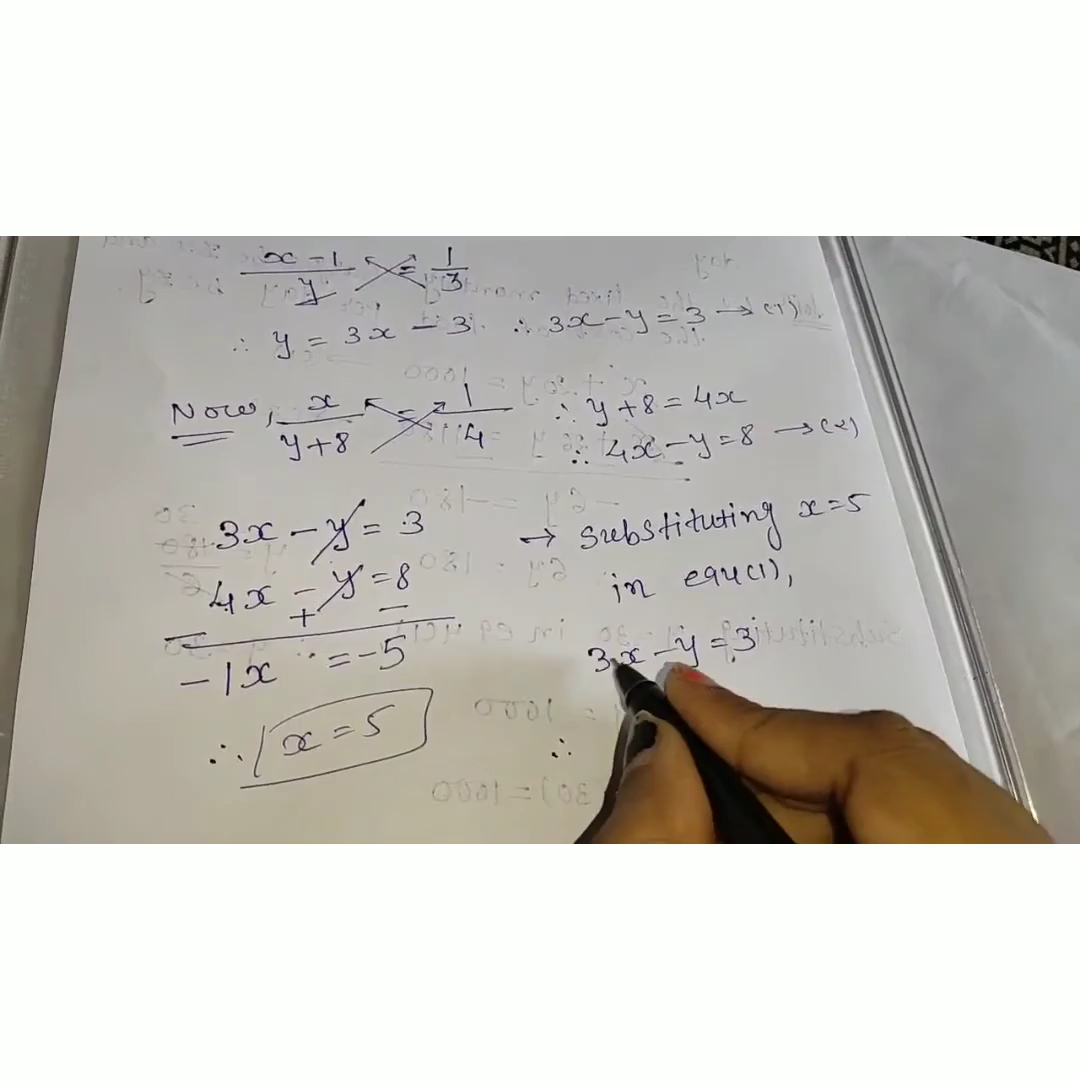 x - 1 / y = 1 / 3
∴ y = 3x - 3 ∴ 3x - y = 3 → (1)
Now, x / y + 8 = 1 / 4 ∴ y + 8 = 4x
∴ 4x - y = 8 → (2)
3x - y = 3
4x - y = 8
+ -
-1x = -5
∴ x = 5
→ Substituting x = 5
in equ(1),
3x - y = 3
∴